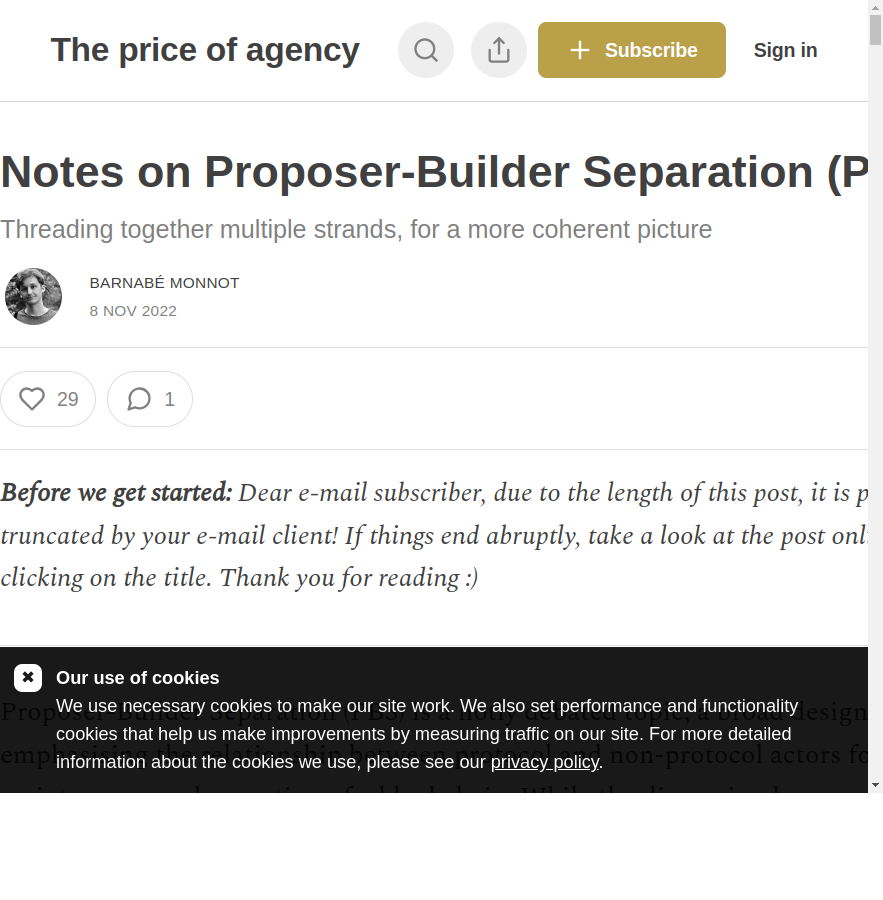 The price of agency
Subscribe
Sign in
Notes on Proposer-Builder Separation (P
Threading together multiple strands, for a more coherent picture
BARNABÉ MONNOT
8 NOV 2022
29
1
Before we get started: Dear e-mail subscriber, due to the length of this post, it is p
truncated by your e-mail client! If things end abruptly, take a look at the post onl
clicking on the title. Thank you for reading :)
Our use of cookies
We use necessary cookies to make our site work. We also set performance and functionality
cookies that help us make improvements by measuring traffic on our site. For more detailed
information about the cookies we use, please see our privacy policy.
Proposer-Builder Separation (PBS) is a hotly debated topic, a broad design
emphasising the relationship between protocol and non-protocol actors fo